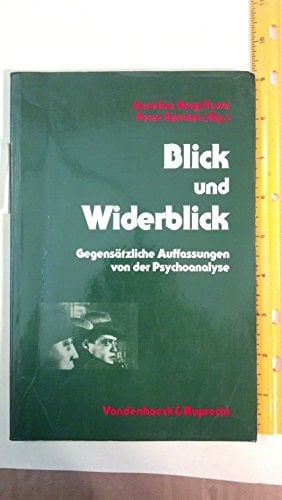 Blick
und
Widerblick
Gegensätzliche Auffassungen
von der Psychoanalyse
Vandenhoeck & Ruprecht